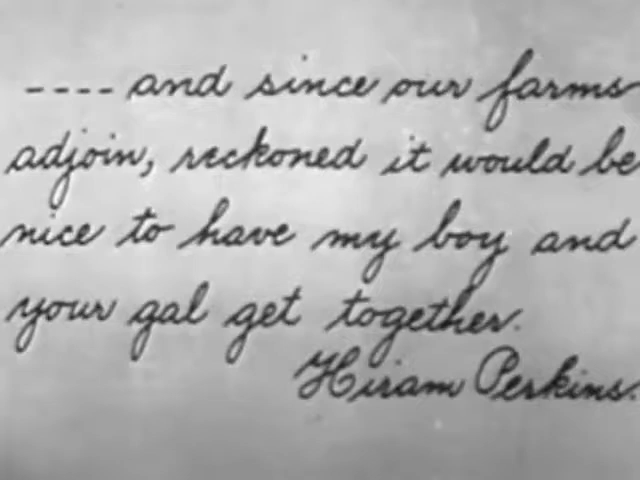 ---- and since our farms
adjoin, reckoned it would be
nice to have my boy and
your gal get together.
Hiram Perkins.